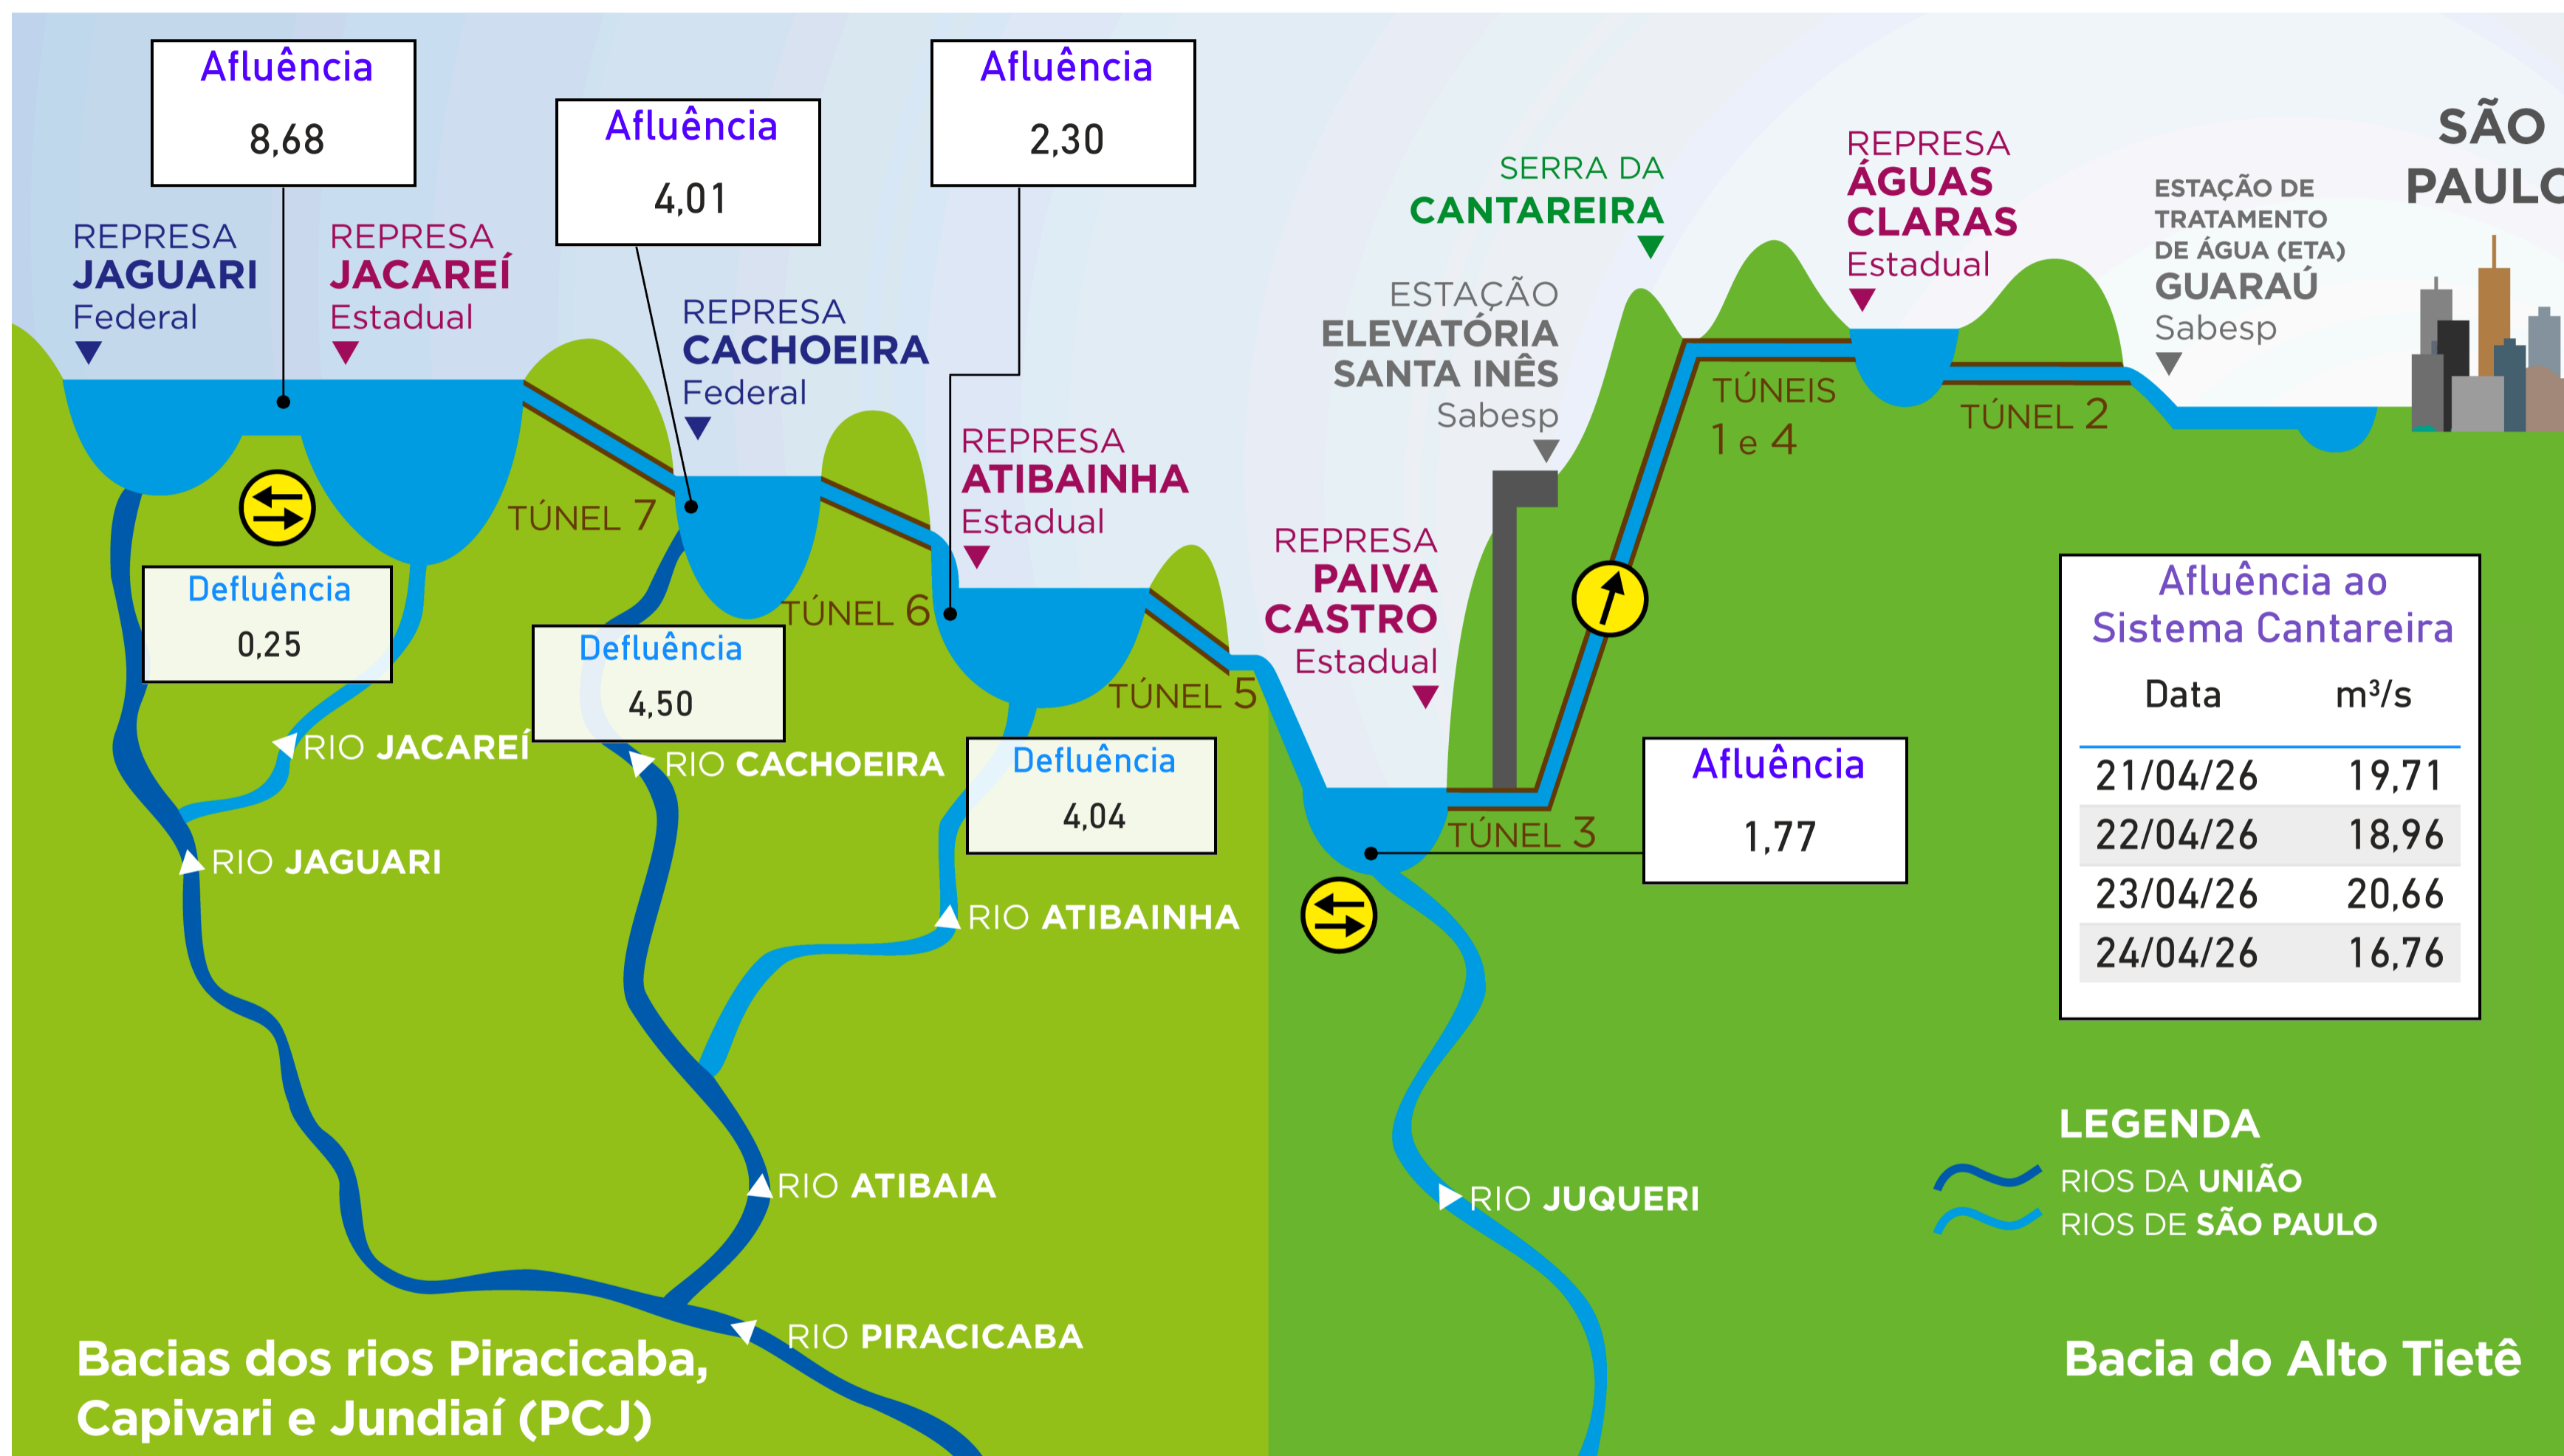 Afluência
8,68
Afluência
4,01
Afluência
2,30
REPRESA
JAGUARI
Federal
REPRESA
JACAREÍ
Estadual
REPRESA
CACHOEIRA
Federal
REPRESA
ATIBAINHA
Estadual
SERRA DA
CANTAREIRA
ESTAÇÃO
ELEVATÓRIA
SANTA INÊS
Sabesp
REPRESA
ÁGUAS
CLARAS
Estadual
ESTAÇÃO DE
TRATAMENTO
DE ÁGUA (ETA)
GUARAÚ
Sabesp
SÃO
PAULO
TÚNEL 7
TÚNEL 6
TÚNEL 5
REPRESA
PAIVA
CASTRO
Estadual
TÚNEIS
1 e 4
TÚNEL 2
TÚNEL 3
Defluência
0,25
Defluência
4,50
Defluência
4,04
Afluência
1,77
RIO JACAREÍ
RIO CACHOEIRA
RIO JAGUARI
RIO ATIBAINHA
RIO ATIBAIA
RIO JUQUERI
RIO PIRACICABA
Afluência ao
Sistema Cantareira
Data m³/s
21/04/26 19,71
22/04/26 18,96
23/04/26 20,66
24/04/26 16,76
LEGENDA
RIOS DA UNIÃO
RIOS DE SÃO PAULO
Bacias dos rios Piracicaba,
Capivari e Jundiaí (PCJ)
Bacia do Alto Tietê